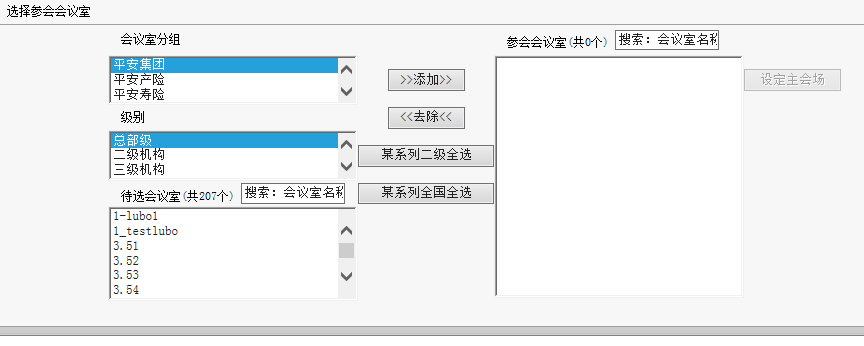 选择参会会议室
会议室分组
平安集团
平安产险
平安寿险
级别
总部级
二级机构
三级机构
待选会议室(共207个)
搜索: 会议室名称
1-lubo1
1_testlubo
3.51
3.52
3.53
3.54
>>添加>>
<<去除<<
某系列二级全选
某系列全国全选
参会会议室(共0个)
搜索: 会议室名称
设定主会场